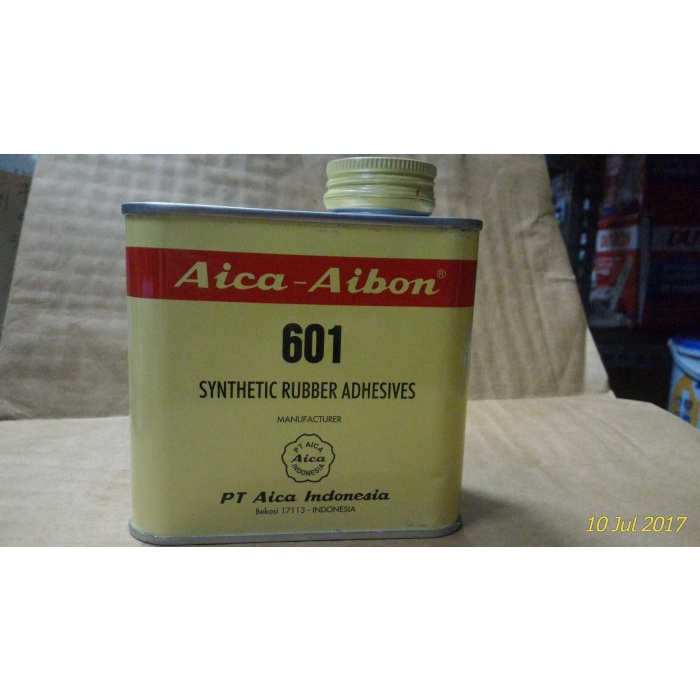 Aica-Aibon®
601
SYNTHETIC RUBBER ADHESIVES
MANUFACTURER
PT AICA
Aica
INDONESIA
PT Aica Indonesia
Bekasi 17113 - INDONESIA
10 Jul 2017